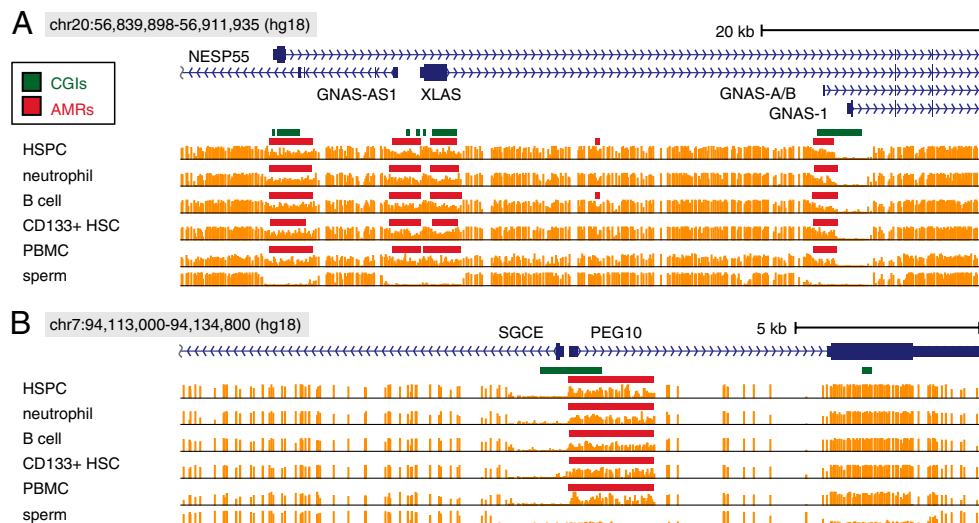 A chr20:56,839,898-56,911,935 (hg18)
20 kb
NESP55
CGIs
AMRs
GNAS-AS1 XLAS
GNAS-A/B
GNAS-1
HSPC
neutrophil
B cell
CD133+ HSC
PBMC
sperm
B chr7:94,113,000-94,134,800 (hg18)
5 kb
SGCE PEG10
HSPC
neutrophil
B cell
CD133+ HSC
PBMC
sperm